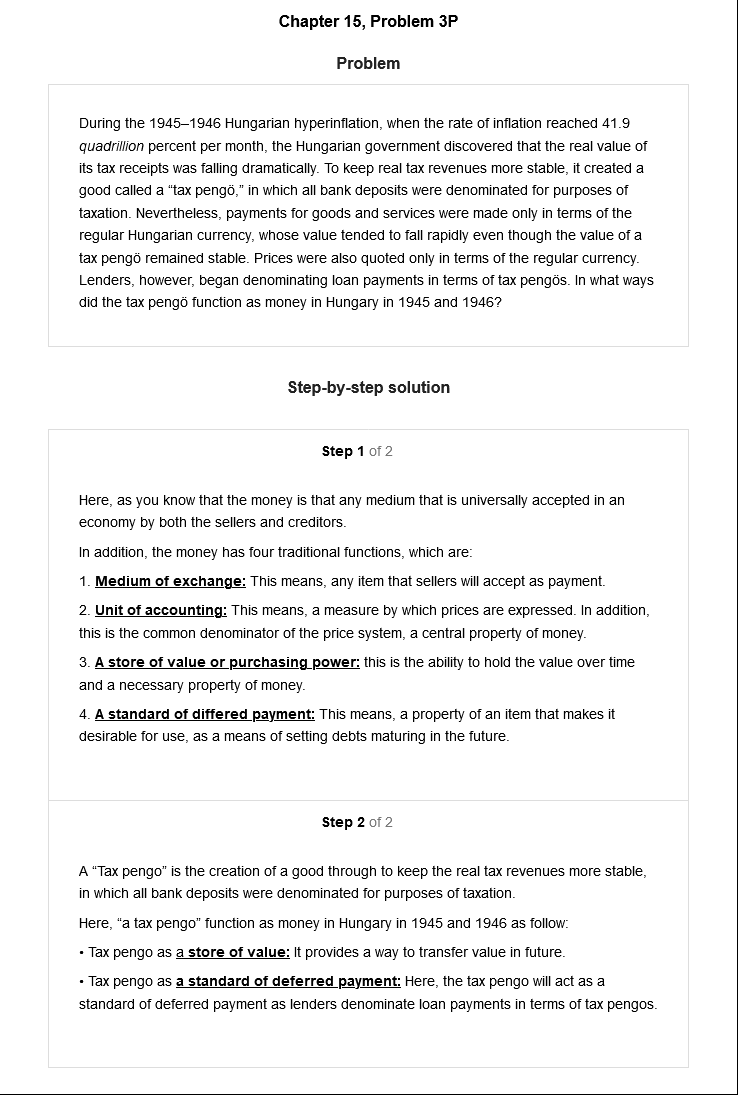 Chapter 15, Problem 3P
Problem
During the 1945–1946 Hungarian hyperinflation, when the rate of inflation reached 41.9
quadrillion percent per month, the Hungarian government discovered that the real value of
its tax receipts was falling dramatically. To keep real tax revenues more stable, it created a
good called a “tax pengö,” in which all bank deposits were denominated for purposes of
taxation. Nevertheless, payments for goods and services were made only in terms of the
regular Hungarian currency, whose value tended to fall rapidly even though the value of a
tax pengö remained stable. Prices were also quoted only in terms of the regular currency.
Lenders, however, began denominating loan payments in terms of tax pengös. In what ways
did the tax pengö function as money in Hungary in 1945 and 1946?
Step-by-step solution
Step 1 of 2
Here, as you know that the money is that any medium that is universally accepted in an
economy by both the sellers and creditors.
In addition, the money has four traditional functions, which are:
1. Medium of exchange: This means, any item that sellers will accept as payment.
2. Unit of accounting: This means, a measure by which prices are expressed. In addition,
this is the common denominator of the price system, a central property of money.
3. A store of value or purchasing power: this is the ability to hold the value over time
and a necessary property of money.
4. A standard of differed payment: This means, a property of an item that makes it
desirable for use, as a means of setting debts maturing in the future.
Step 2 of 2
A “Tax pengo” is the creation of a good through to keep the real tax revenues more stable,
in which all bank deposits were denominated for purposes of taxation.
Here, “a tax pengo” function as money in Hungary in 1945 and 1946 as follow:
• Tax pengo as a store of value: It provides a way to transfer value in future.
• Tax pengo as a standard of deferred payment: Here, the tax pengo will act as a
standard of deferred payment as lenders denominate loan payments in terms of tax pengos.